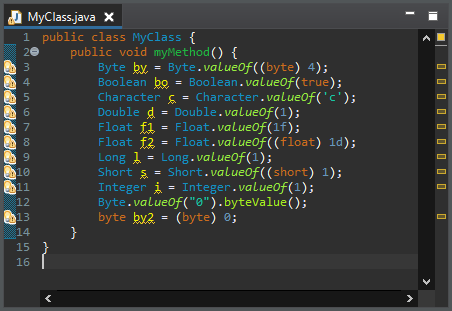 MyClass.java
1 public class MyClass {
2 public void myMethod() {
3 Byte by = Byte.valueOf((byte) 4);
4 Boolean bo = Boolean.valueOf(true);
5 Character c = Character.valueOf('c');
6 Double d = Double.valueOf(1);
7 Float f1 = Float.valueOf(1f);
8 Float f2 = Float.valueOf((float) 1d);
9 Long l = Long.valueOf(1);
10 Short s = Short.valueOf((short) 1);
11 Integer i = Integer.valueOf(1);
12 Byte.valueOf("0").byteValue();
13 byte by2 = (byte) 0;
14 }
15 }
16